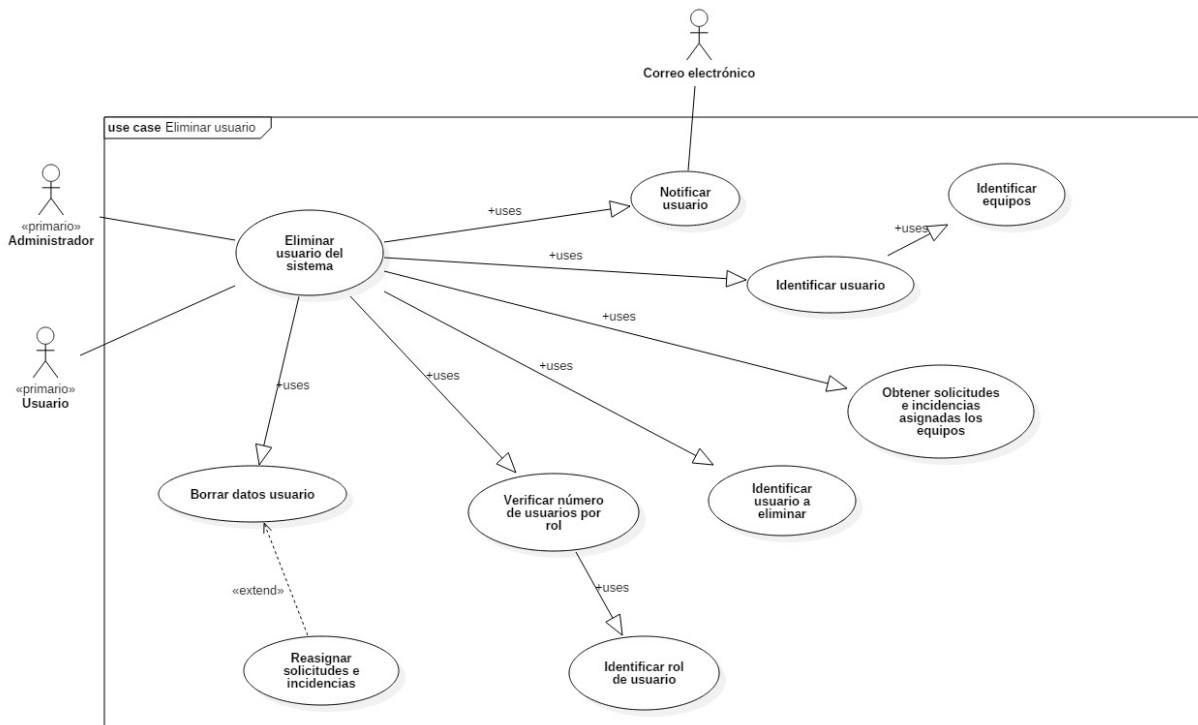 Correo electrónico
use case Eliminar usuario
«primario»
Administrador
«primario»
Usuario
Eliminar
usuario del
sistema
+uses
Notificar
usuario
+uses
Identificar usuario
+uses
Identificar
equipos
+uses
Obtener solicitudes
e incidencias
asignadas los
equipos
+uses
Identificar
usuario a
eliminar
+uses
Verificar número
de usuarios por
rol
+uses
Borrar datos usuario
«extend»
Reasignar
solicitudes e
incidencias
+uses
Identificar rol
de usuario